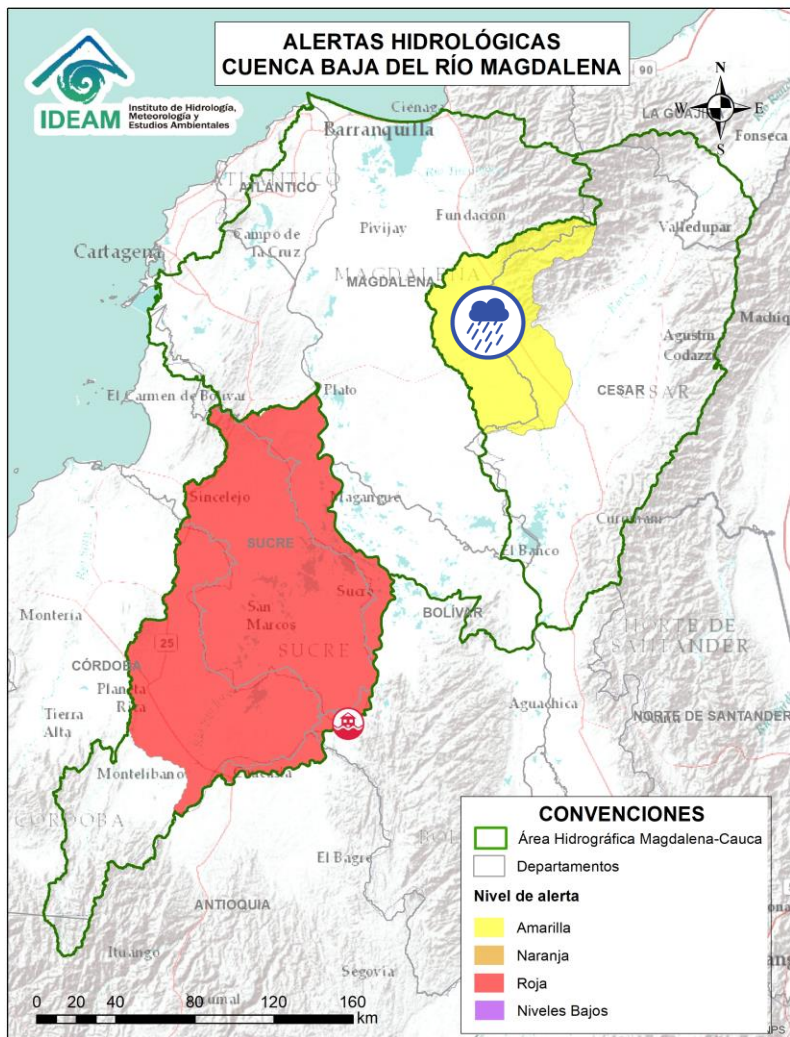 ALERTAS HIDROLÓGICAS
CUENCA BAJA DEL RÍO MAGDALENA
IDEAM
Instituto de Hidrología,
Meteorología y
Estudios Ambientales
N
W E
S
90
Ciénaga
LA GUAJIRA
Barranquilla
Fonseca
ATLÁNTICO
Fundación
Pivijay
Valledupar
Campo de
la Cruz
Cartagena
MAGDALENA
MAGDALENA
Agustín
Codazzi
El Carmen de Bolívar
Plato
CESAR
CESAR
Sincelejo
Magangue
Curumaní
SUCRE
El Banco
Sucre
San
Marcos
BOLÍVAR
Montería
NORTE DE
SANTANDER
25
SUCRE
CÓRDOBA
Planeta
Rica
Aguachica
Tierra
Alta
NORTE DE SANTANDER
Montelibano
CÓRDOBA
El Bagre
ANTIOQUIA
Ituango
Segovia
CONVENCIONES
Área Hidrográfica Magdalena-Cauca
Departamentos
Nivel de alerta
Amarilla
Naranja
Roja
Niveles Bajos
0 20 40 80 120 160
km